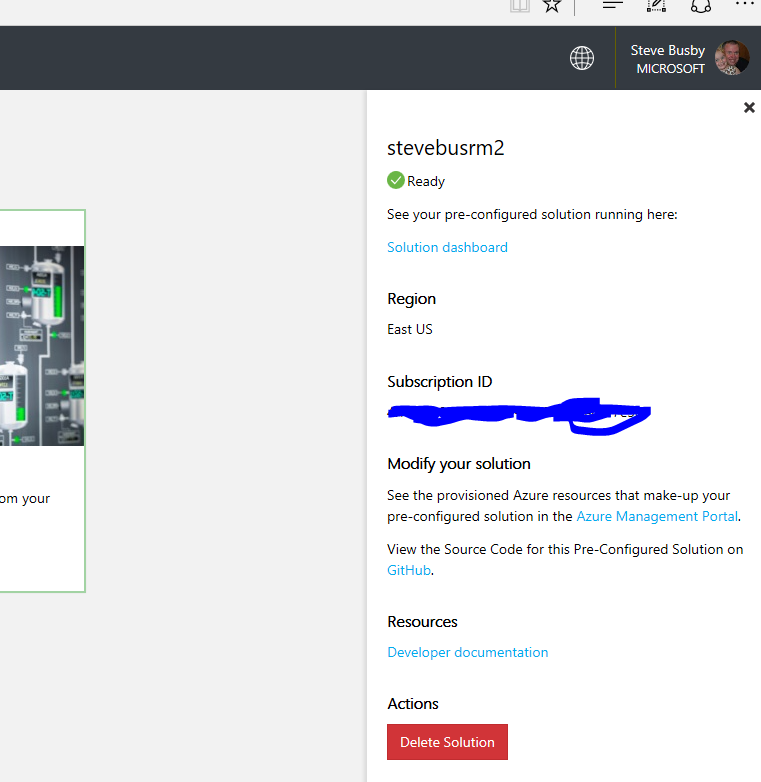 Steve Busby
MICROSOFT
stevebusrm2
Ready
See your pre-configured solution running here:
Solution dashboard
Region
East US
Subscription ID
Modify your solution
om your
See the provisioned Azure resources that make-up your
pre-configured solution in the Azure Management Portal.
View the Source Code for this Pre-Configured Solution on
GitHub.
Resources
Developer documentation
Actions
Delete Solution